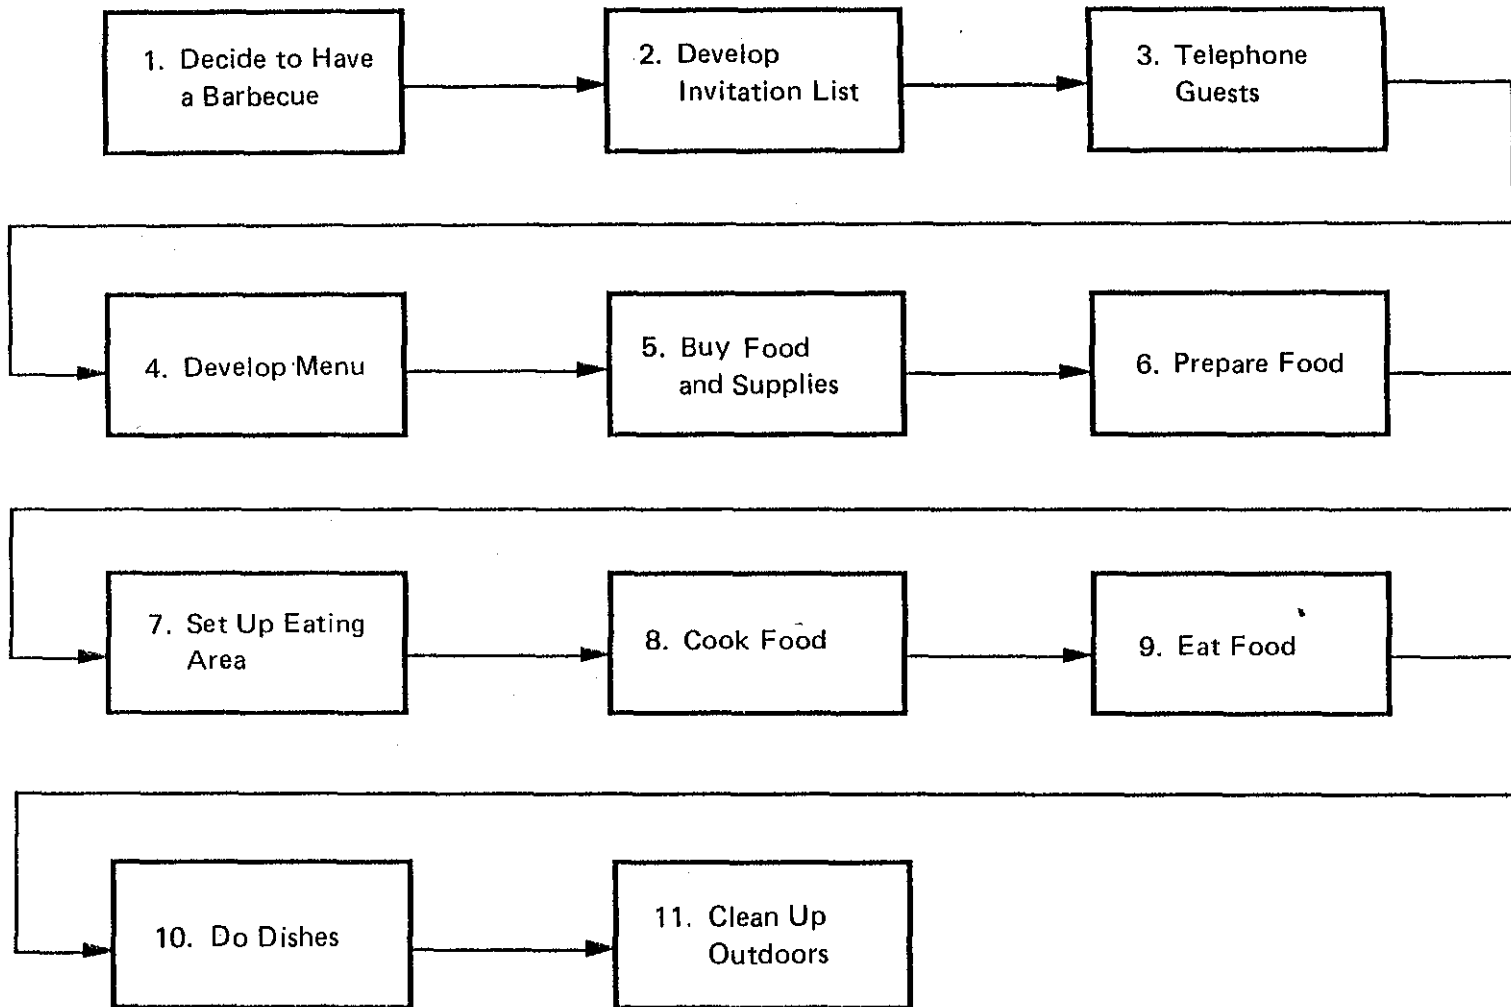 1. Decide to Have
a Barbecue
2. Develop
Invitation List
3. Telephone
Guests
4. Develop Menu
5. Buy Food
and Supplies
6. Prepare Food
7. Set Up Eating
Area
8. Cook Food
9. Eat Food
10. Do Dishes
11. Clean Up
Outdoors